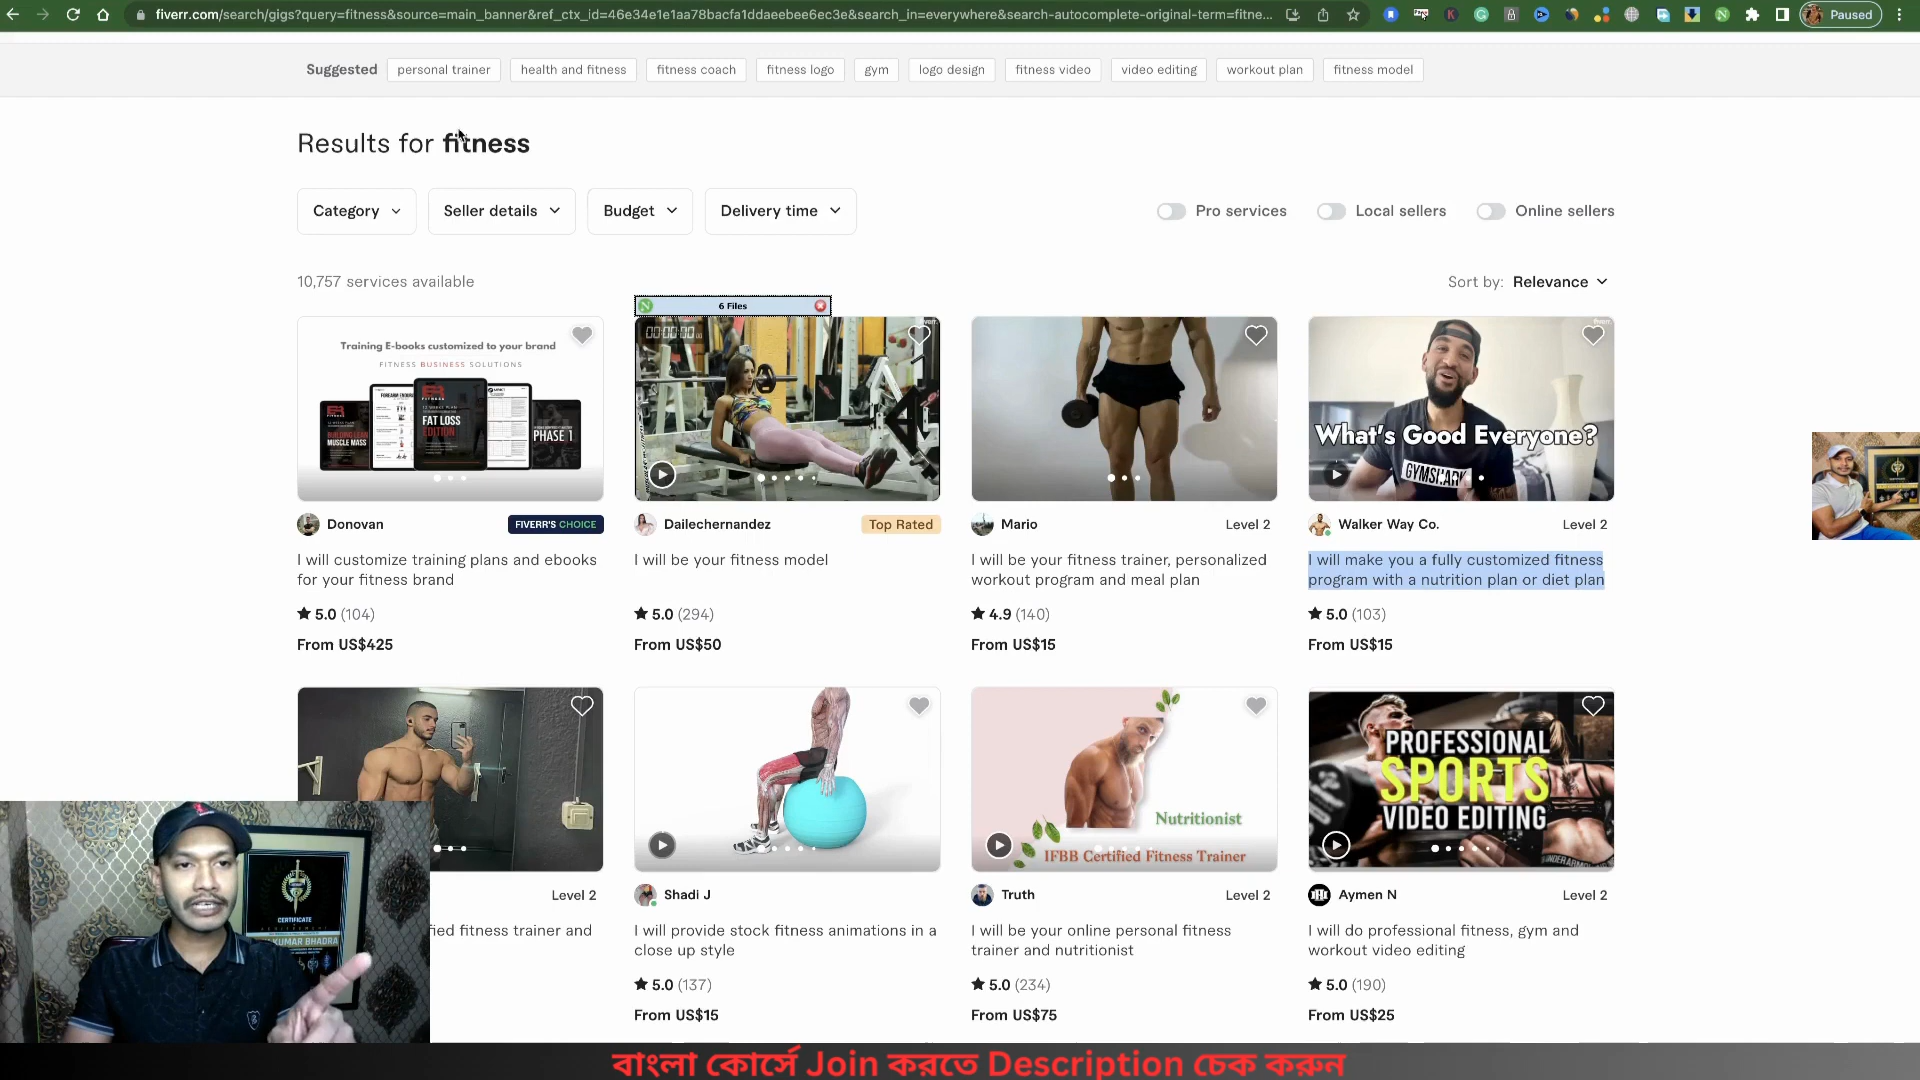 fiverr.com/search/gigs?query=fitness&source=main_banner&ref_ctx_id=46e34e1e1aa78bacfa1ddaeebee6ec3e&search_in=everywhere&search-autocomplete-original-term=fitne...
Paused
Suggested personal trainer health and fitness fitness coach fitness logo gym logo design fitness video video editing workout plan fitness model
Results for fitness
Category Seller details Budget Delivery time Pro services Local sellers Online sellers
10,757 services available Sort by: Relevance
6 Files
Training E-books customized to your brand
FITNESS BUSINESS SOLUTIONS
FAT LOSS
EDITION
BUILDING LEAN
MUSCLE MASS
PHASE 1
00:00:00
What's Good Everyone?
GYMSHARK
Donovan FIVERR'S CHOICE
I will customize training plans and ebooks
for your fitness brand
5.0 (104)
From US$425
Dailechernandez Top Rated
I will be your fitness model
5.0 (294)
From US$50
Mario Level 2
I will be your fitness trainer, personalized
workout program and meal plan
4.9 (140)
From US$15
Walker Way Co. Level 2
I will make you a fully customized fitness
program with a nutrition plan or diet plan
5.0 (103)
From US$15
Level 2
fied fitness trainer and
Shadi J
I will provide stock fitness animations in a
close up style
5.0 (137)
From US$15
Nutritionist
IFBB Certified Fitness Trainer
Truth Level 2
I will be your online personal fitness
trainer and nutritionist
5.0 (234)
From US$75
PROFESSIONAL
SPORTS
VIDEO EDITING
Aymen N Level 2
I will do professional fitness, gym and
workout video editing
5.0 (190)
From US$25
CERTIFICATE
KUMAR BHADRA
বাংলা কোর্সে Join করতে Description চেক করুন